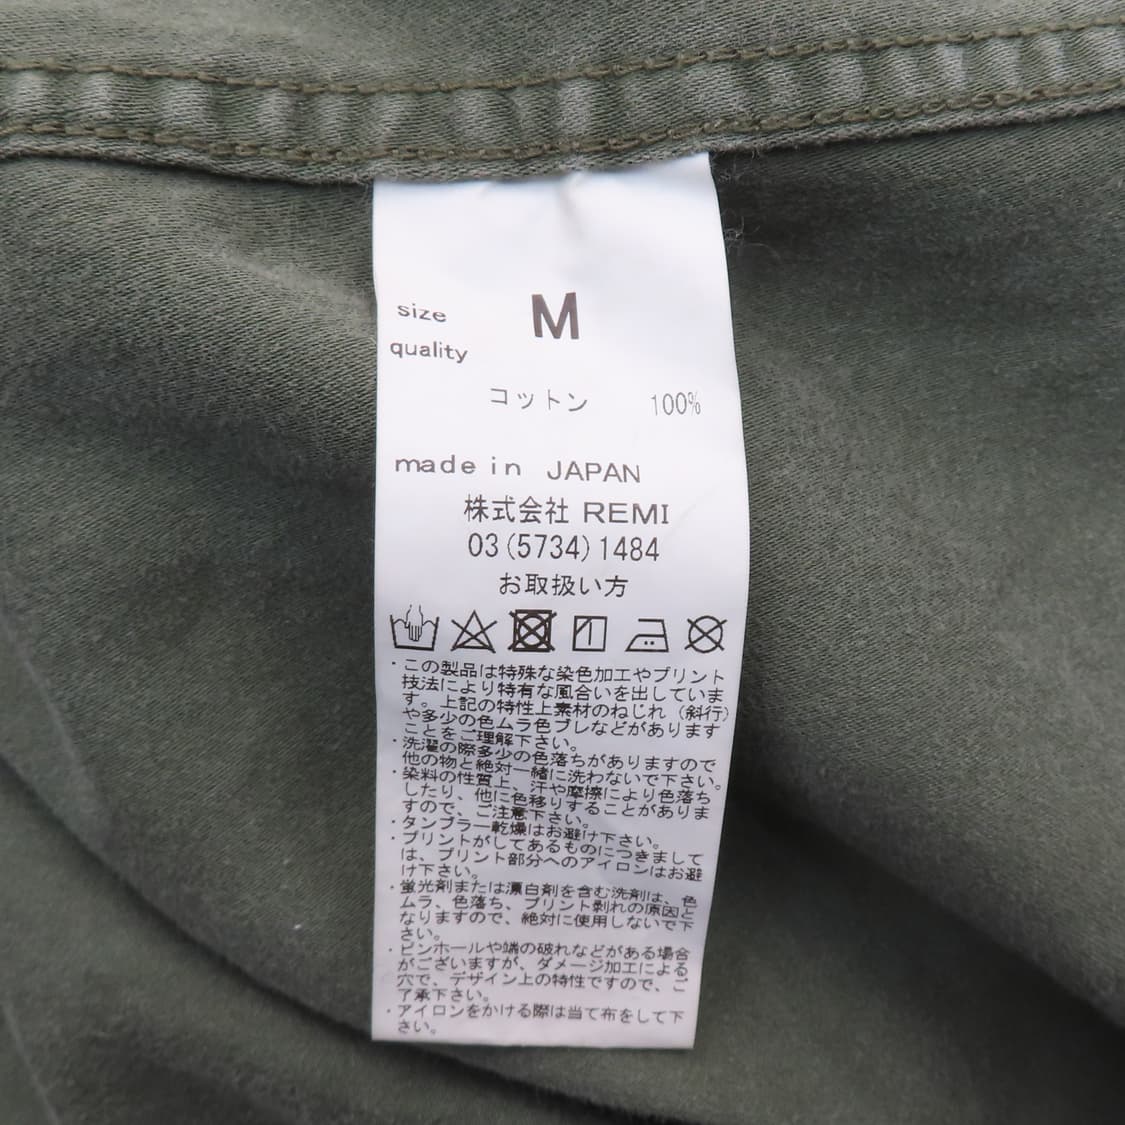 size M
quality
コットン 100%
made in JAPAN
株式会社 REMI
03(5734)1484
お取扱い方
・この製品は特殊な染色加工やプリント
技法により特有な風合いを出していま
す。上記の特性上素材のねじれ（斜行）
や多少の色ムラ色ブレなどがあります
ことをご理解下さい。
・洗濯の際多少の色落ちがありますので
他の物と絶対一緒に洗わないで下さい。
・染料の性質上、汗や摩擦により色落ち
したり、他に色移りすることがありま
すので、ご注意下さい。
・タンブラー乾燥はお避け下さい。
・プリントがしてあるものにつきまして
は、プリント部分へのアイロンはお避
け下さい。
・蛍光剤または漂白剤を含む洗剤は、色
ムラ、色落ち、プリント剥れの原因と
なりますので、絶対に使用しないで下
さい。
・ピンホールや端の破れなどがある場合
がございますが、ダメージ加工による
穴で、デザイン上の特性ですので、ご
了承下さい。
・アイロンをかける際は当て布をして下
さい。